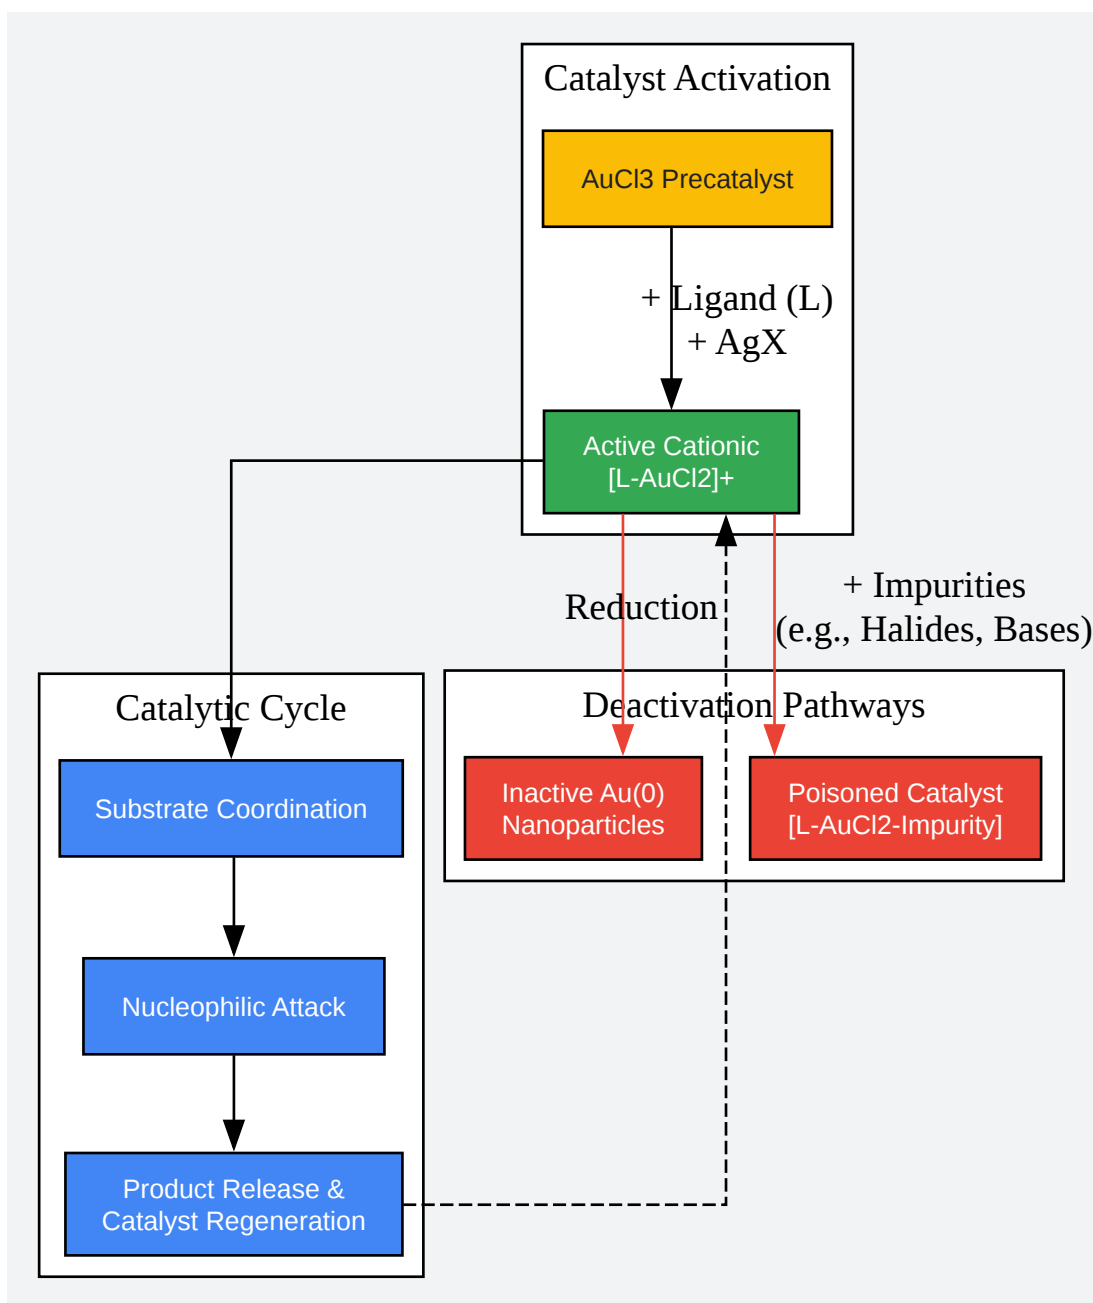 Catalyst Activation
AuCl3 Precatalyst
+ Ligand (L)
+ AgX
Active Cationic
[L-AuCl2]+
Reduction
+ Impurities
(e.g., Halides, Bases)
Catalytic Cycle
Substrate Coordination
Nucleophilic Attack
Product Release &
Catalyst Regeneration
Deactivation Pathways
Inactive Au(0)
Nanoparticles
Poisoned Catalyst
[L-AuCl2-Impurity]